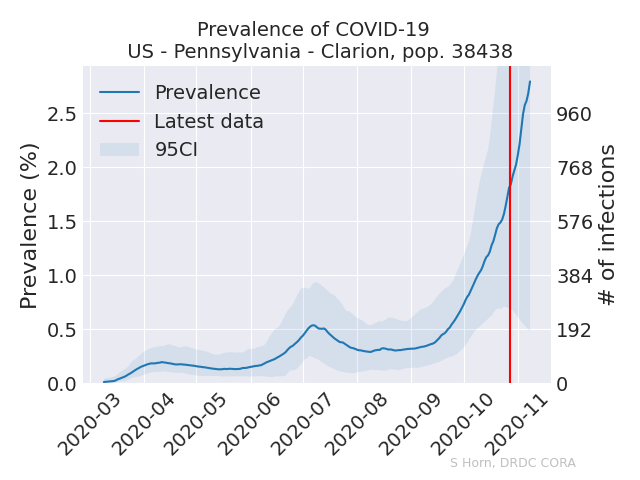 Prevalence of COVID-19
US - Pennsylvania - Clarion, pop. 38438
Prevalence
Latest data
95CI
Prevalence (%)
2.5
2.0
1.5
1.0
0.5
0.0
960
768
576
384
192
0
# of infections
2020-03
2020-04
2020-05
2020-06
2020-07
2020-08
2020-09
2020-10
2020-11
S Horn, DRDC CORA